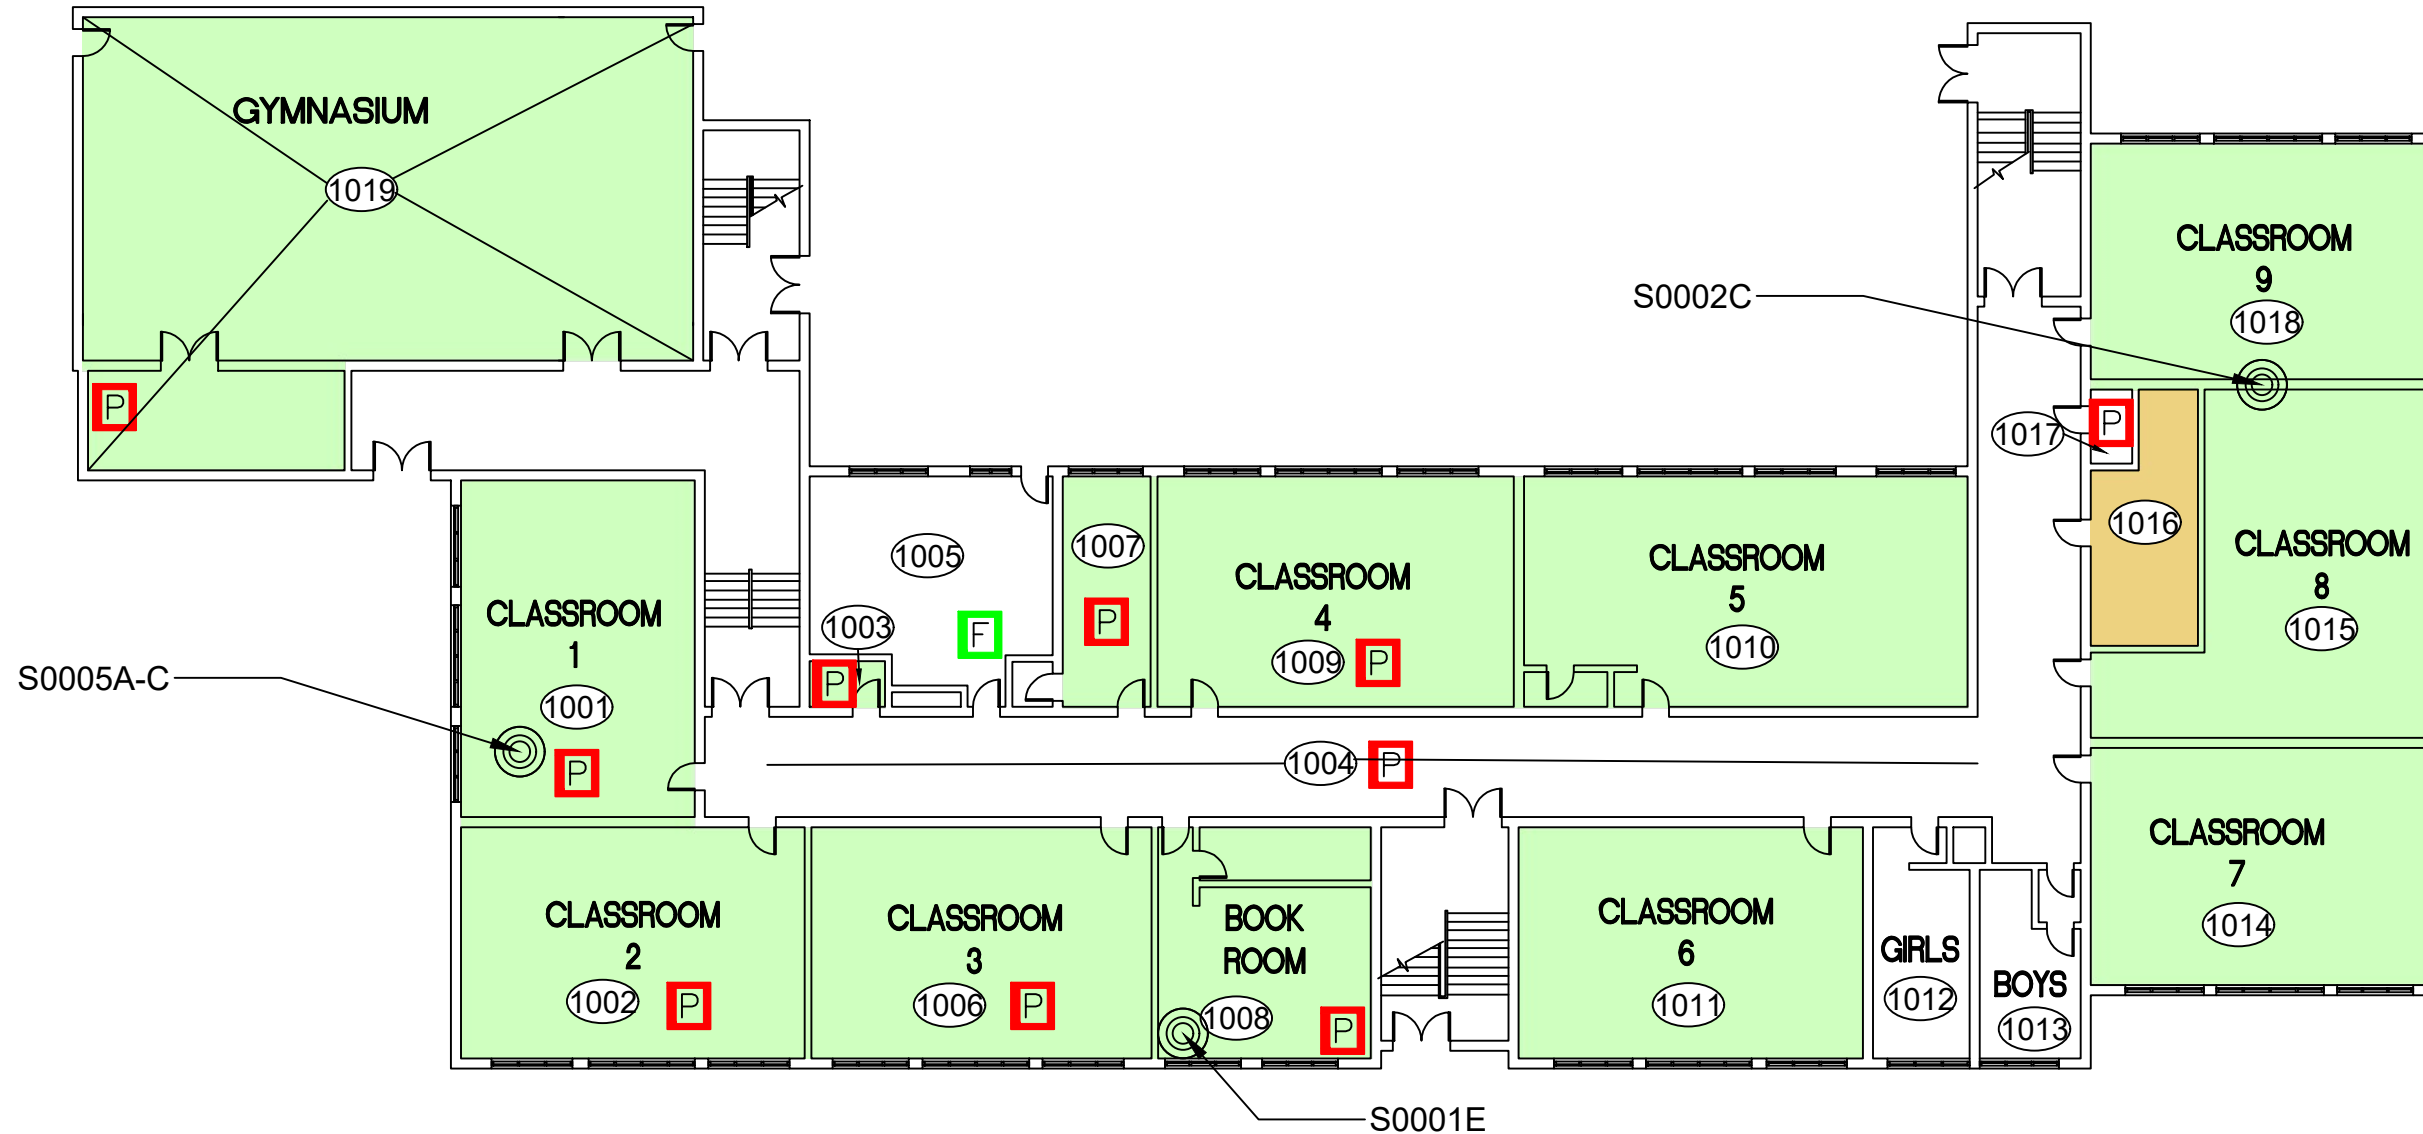 GYMNASIUM
1019
P
S0002C
CLASSROOM
9
1018
P
1017
1016
CLASSROOM
8
1015
1005
F
1003
P
1007
P
CLASSROOM
4
1009
P
CLASSROOM
5
1010
CLASSROOM
1
1001
P
S0005A-C
1004
P
CLASSROOM
2
1002
P
CLASSROOM
3
1006
P
BOOK
ROOM
1008
P
S0001E
CLASSROOM
6
1011
GIRLS
1012
BOYS
1013
CLASSROOM
7
1014